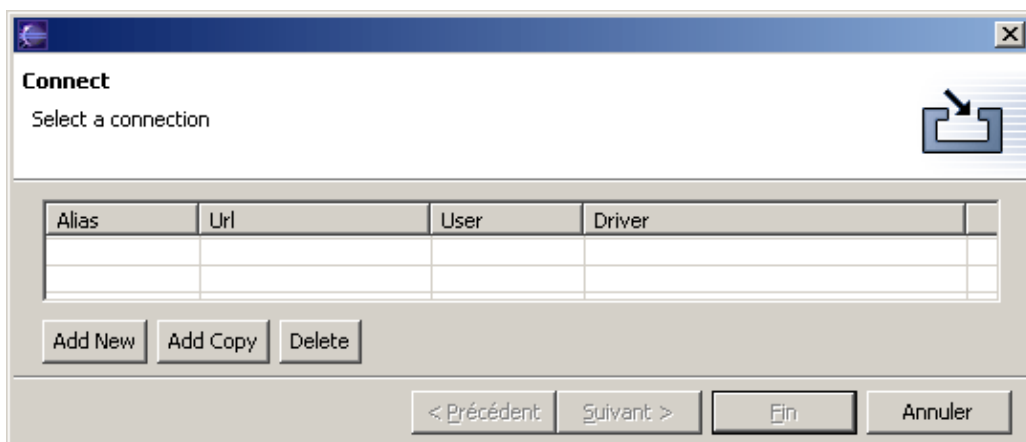 Connect
Select a connection
Alias Url User Driver
Add New Add Copy Delete
< Précédent Suivant > Fin Annuler